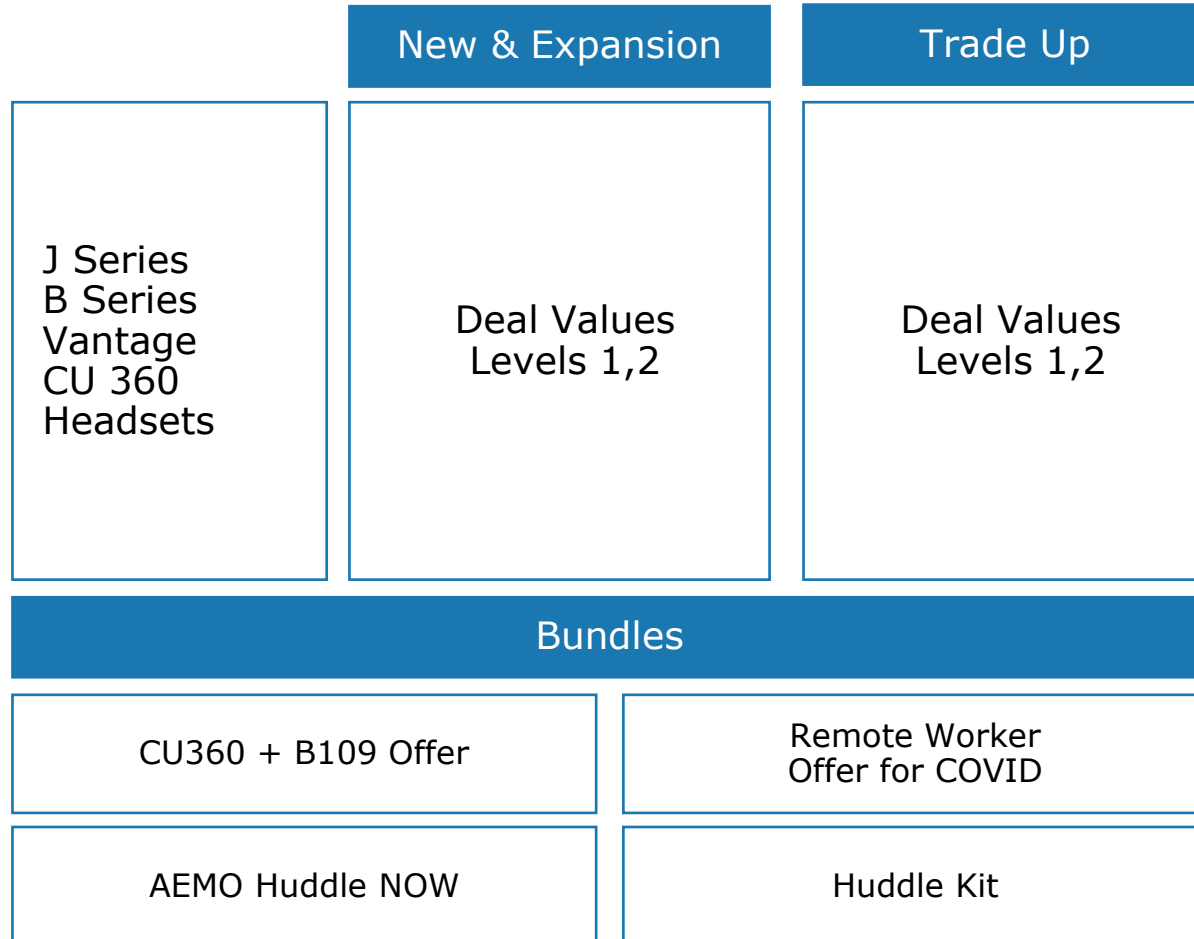 New & Expansion
Trade Up
J Series
B Series
Vantage
CU 360
Headsets
Deal Values
Levels 1,2
Deal Values
Levels 1,2
Bundles
CU360 + B109 Offer
Remote Worker
Offer for COVID
AEMO Huddle NOW
Huddle Kit